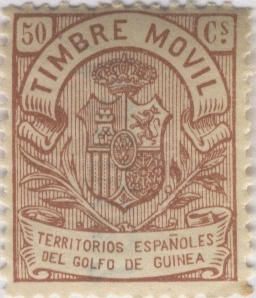 50 Cs.
TIMBRE MOVIL
TERRITORIOS ESPAÑOLES
DEL GOLFO DE GUINEA